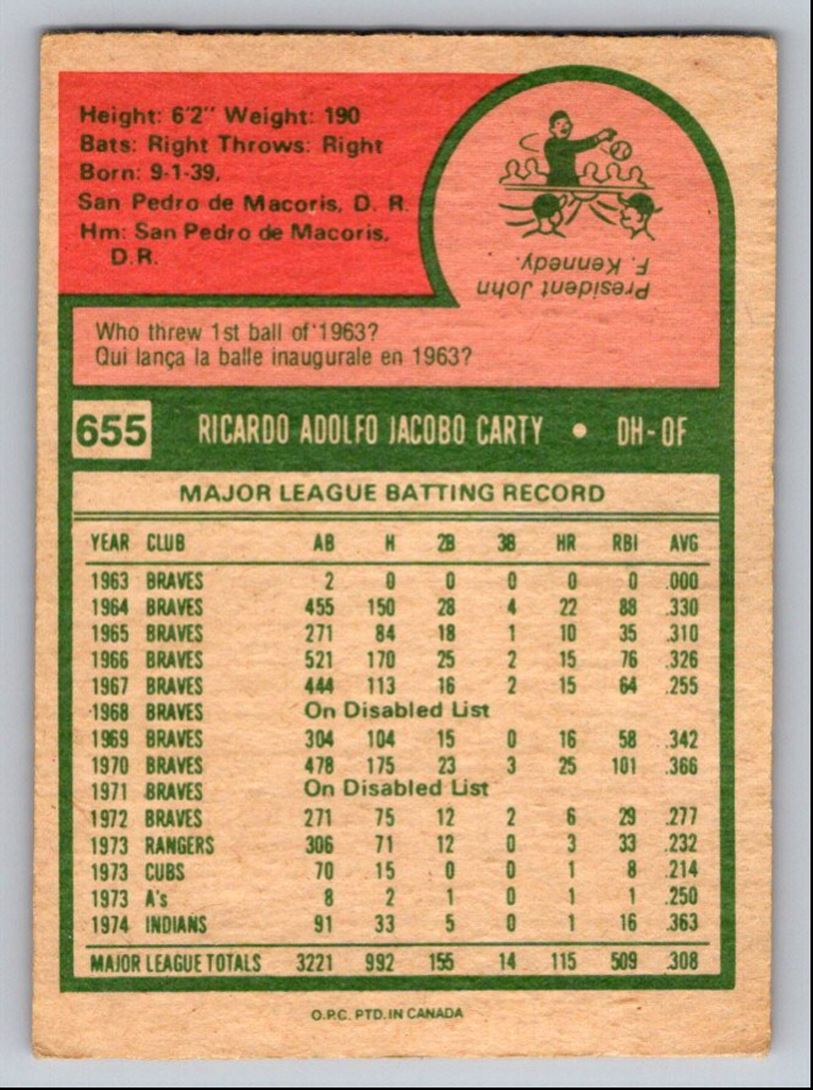 Height: 6'2" Weight: 190
Bats: Right Throws: Right
Born: 9-1-39,
San Pedro de Macoris, D. R.
Hm: San Pedro de Macoris,
D.R.
President John
F. Kennedy.
Who threw 1st ball of '1963?
Qui lança la balle inaugurale en 1963?
655 RICARDO ADOLFO JACOBO CARTY • DH-OF
MAJOR LEAGUE BATTING RECORD
YEAR CLUB AB H 2B 3B HR RBI AVG
1963 BRAVES 2 0 0 0 0 0 .000
1964 BRAVES 455 150 28 4 22 88 .330
1965 BRAVES 271 84 18 1 10 35 .310
1966 BRAVES 521 170 25 2 15 76 .326
1967 BRAVES 444 113 16 2 15 64 .255
1968 BRAVES On Disabled List
1969 BRAVES 304 104 15 0 16 58 .342
1970 BRAVES 478 175 23 3 25 101 .366
1971 BRAVES On Disabled List
1972 BRAVES 271 75 12 2 6 29 .277
1973 RANGERS 306 71 12 0 3 33 .232
1973 CUBS 70 15 0 0 1 8 .214
1973 A's 8 2 1 0 1 1 .250
1974 INDIANS 91 33 5 0 1 16 .363
MAJOR LEAGUE TOTALS 3221 992 155 14 115 509 .308
O.P.C. PTD. IN CANADA